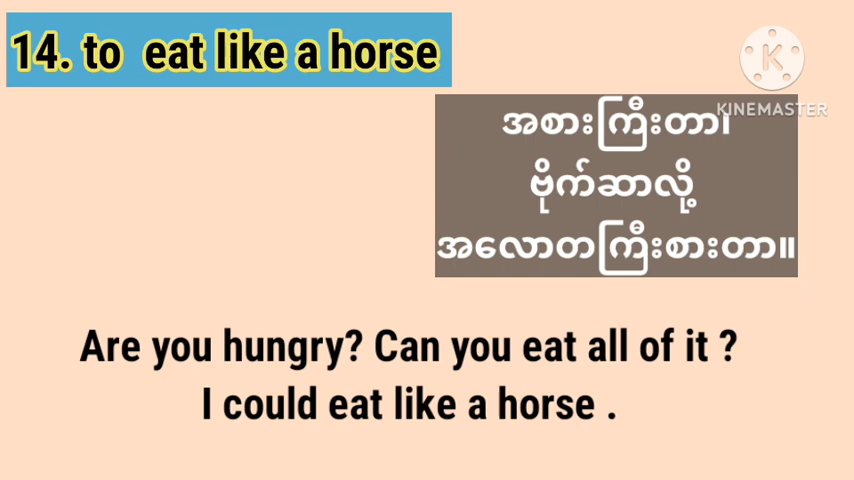 14. to eat like a horse
KINEMASTER
အစားကြီးတာ၊
ဗိုက်ဆာလို့
အလောတကြီးစားတာ။
Are you hungry? Can you eat all of it ?
I could eat like a horse .